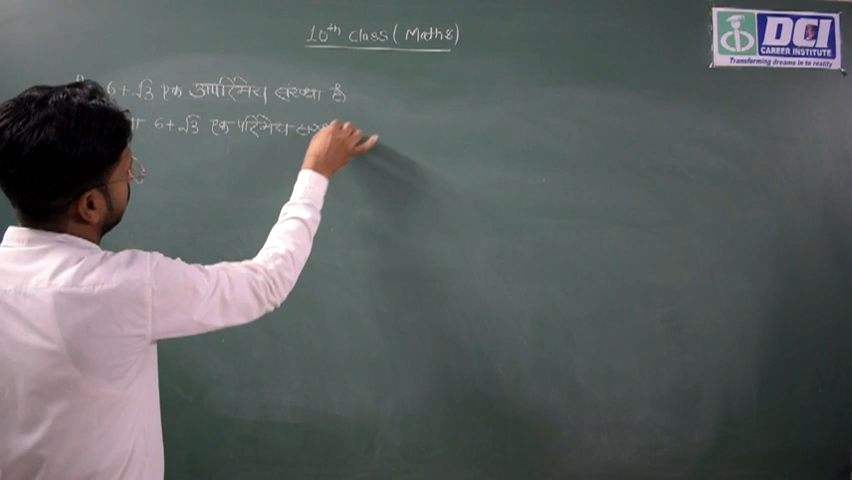 10th Class (Maths)
DCI
CAREER INSTITUTE
Transforming dreams in to reality
6+√3 एक अपरिमेय संख्या है
6+√3 एक परिमेय